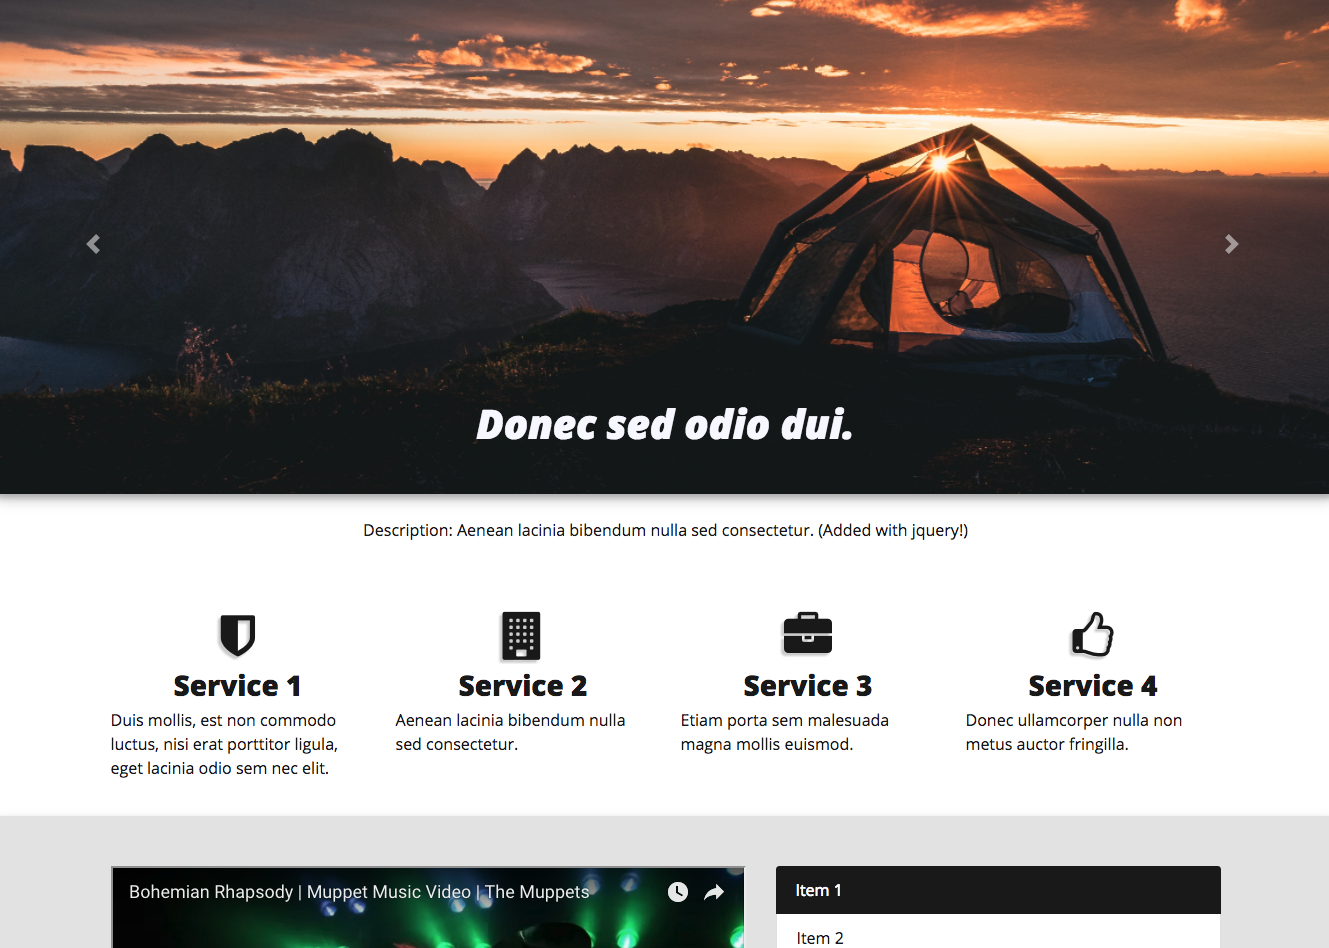 Donec sed odio dui.
Description: Aenean lacinia bibendum nulla sed consectetur. (Added with jquery!)
Service 1
Duis mollis, est non commodo
luctus, nisi erat porttitor ligula,
eget lacinia odio sem nec elit.
Service 2
Aenean lacinia bibendum nulla
sed consectetur.
Service 3
Etiam porta sem malesuada
magna mollis euismod.
Service 4
Donec ullamcorper nulla non
metus auctor fringilla.
Bohemian Rhapsody | Muppet Music Video | The Muppets
Item 1
Item 2